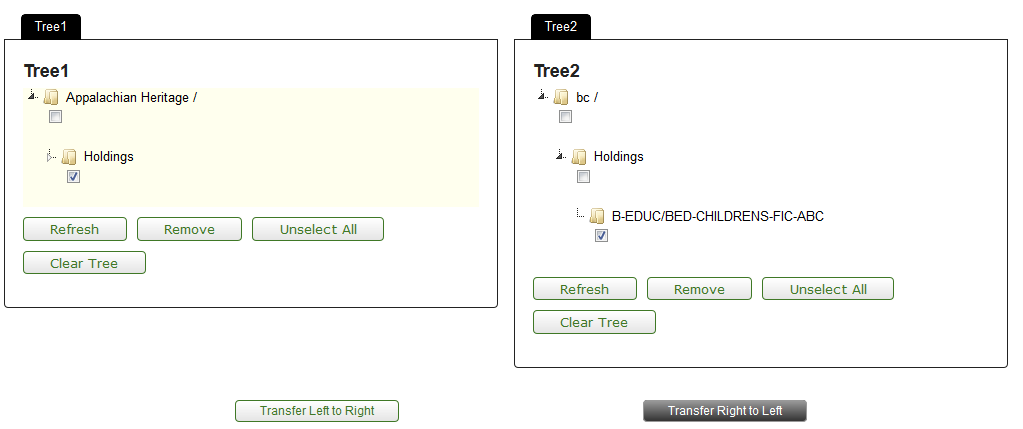 Tree1
Tree1
Appalachian Heritage /
Holdings
Refresh
Remove
Unselect All
Clear Tree
Tree2
Tree2
bc /
Holdings
B-EDUC/BED-CHILDRENS-FIC-ABC
Refresh
Remove
Unselect All
Clear Tree
Transfer Left to Right
Transfer Right to Left